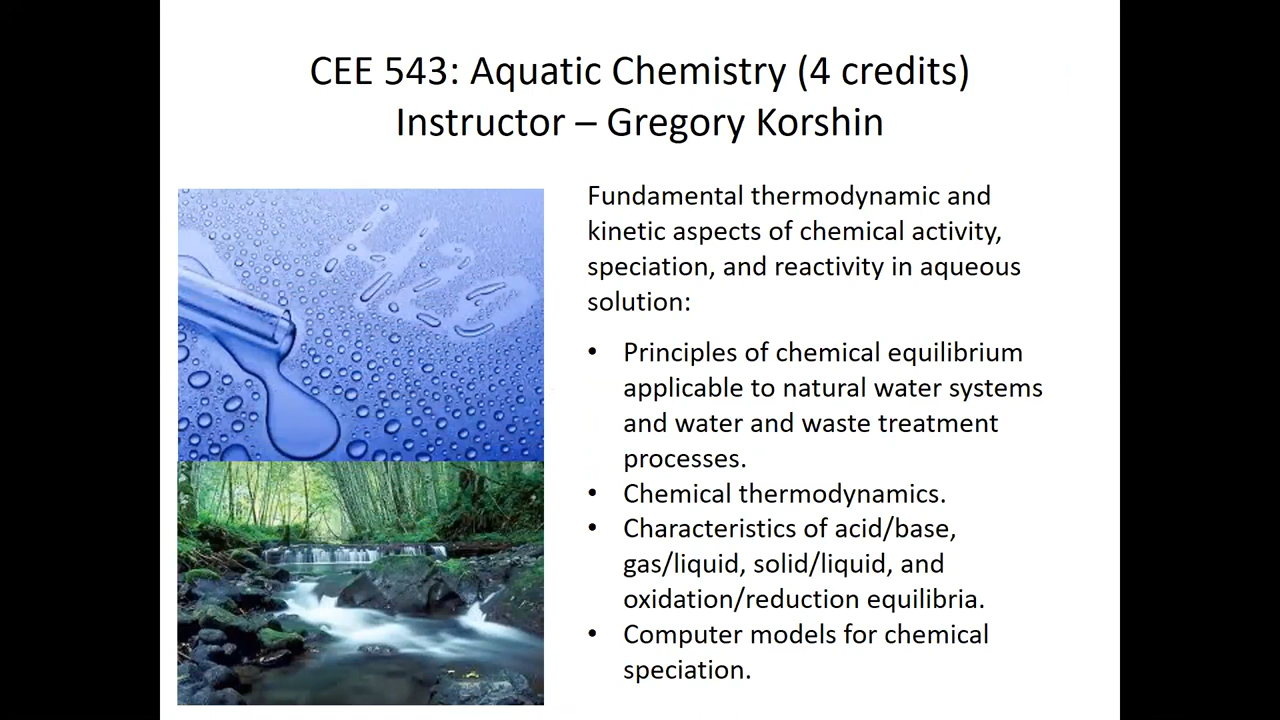 CEE 543: Aquatic Chemistry (4 credits)
Instructor – Gregory Korshin
H2O
Fundamental thermodynamic and
kinetic aspects of chemical activity,
speciation, and reactivity in aqueous
solution:
• Principles of chemical equilibrium
applicable to natural water systems
and water and waste treatment
processes.
• Chemical thermodynamics.
• Characteristics of acid/base,
gas/liquid, solid/liquid, and
oxidation/reduction equilibria.
• Computer models for chemical
speciation.